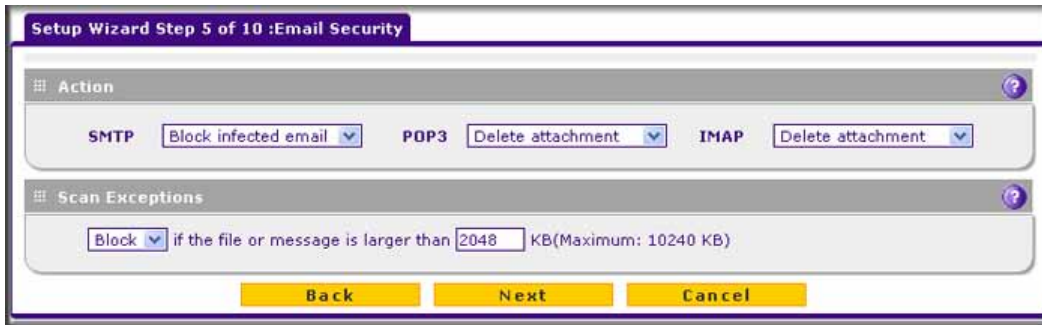 Setup Wizard Step 5 of 10 :Email Security
Action
SMTP Block infected email POP3 Delete attachment IMAP Delete attachment
Scan Exceptions
Block if the file or message is larger than 2048 KB(Maximum: 10240 KB)
Back Next Cancel